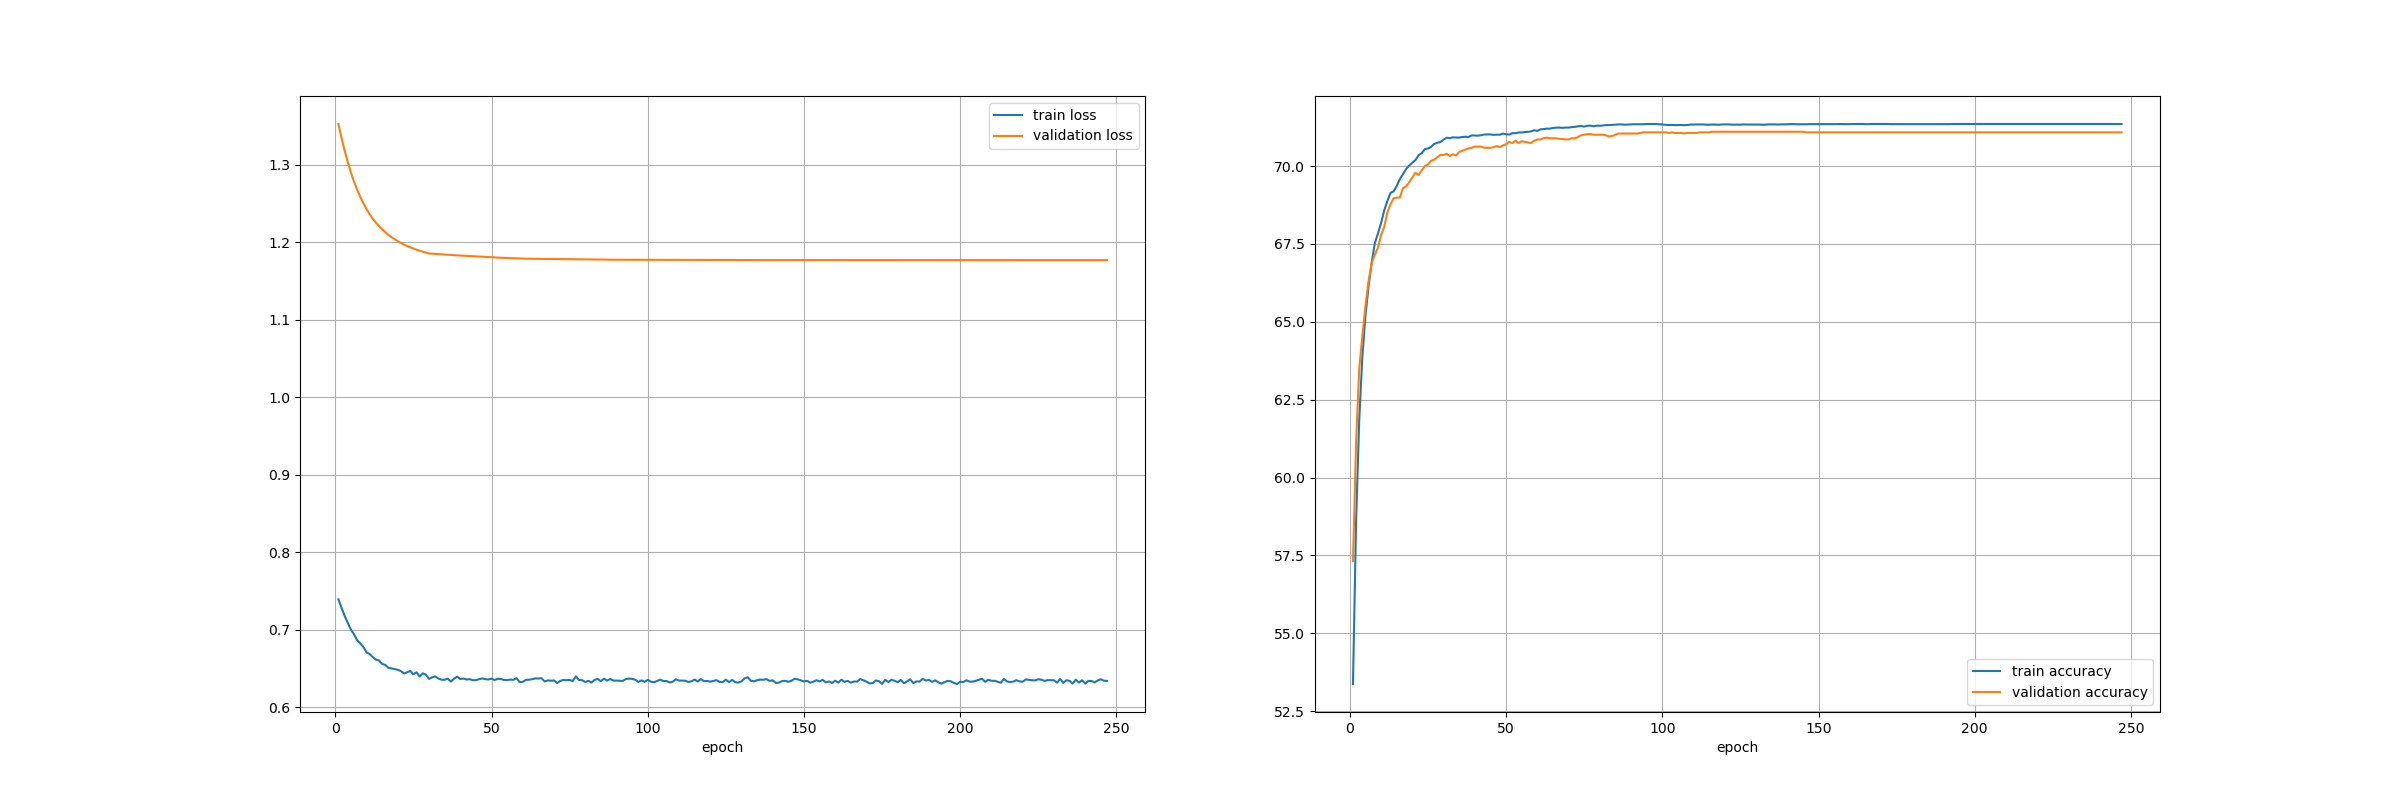 train loss
validation loss
1.3
1.2
1.1
1.0
0.9
0.8
0.7
0.6
0 50 100 150 200 250
epoch
70.0
67.5
65.0
62.5
60.0
57.5
55.0
52.5
train accuracy
validation accuracy
0 50 100 150 200 250
epoch